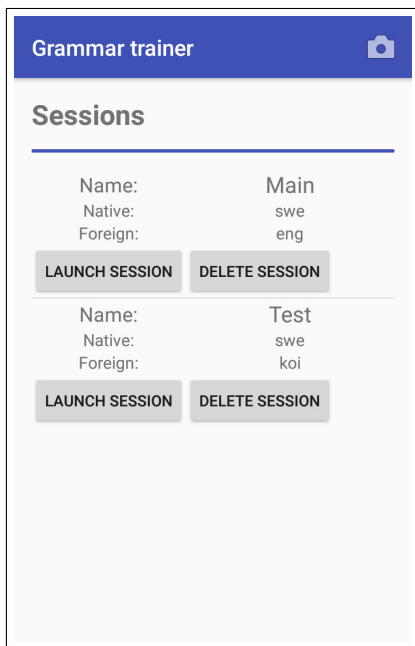 Grammar trainer
Sessions
Name: Main
Native: swe
Foreign: eng
LAUNCH SESSION DELETE SESSION
Name: Test
Native: swe
Foreign: koi
LAUNCH SESSION DELETE SESSION